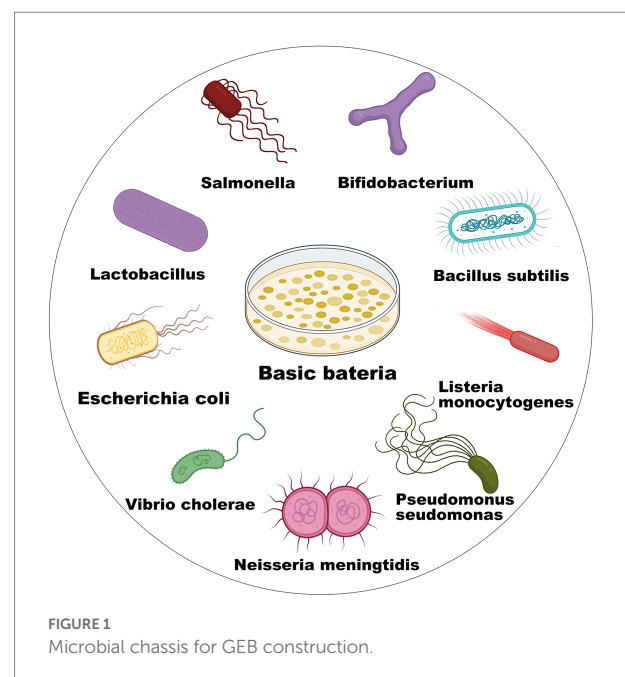 Salmonella
Bifidobacterium
Lactobacillus
Bacillus subtilis
Basic bateria
Escherichia coli
Listeria
monocytogenes
Vibrio cholerae
Pseudomonus
seudomonas
Neisseria meningtidis
FIGURE 1
Microbial chassis for GEB construction.